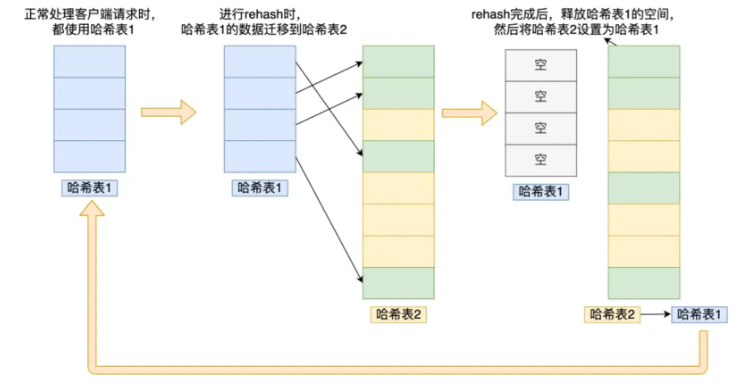 正常处理客户端请求时，
都使用哈希表1
进行rehash时，
哈希表1的数据迁移到哈希表2
rehash完成后，释放哈希表1的空间，
然后将哈希表2设置为哈希表1
空
空
空
空
哈希表1
哈希表1
哈希表1
哈希表2
哈希表2
哈希表1